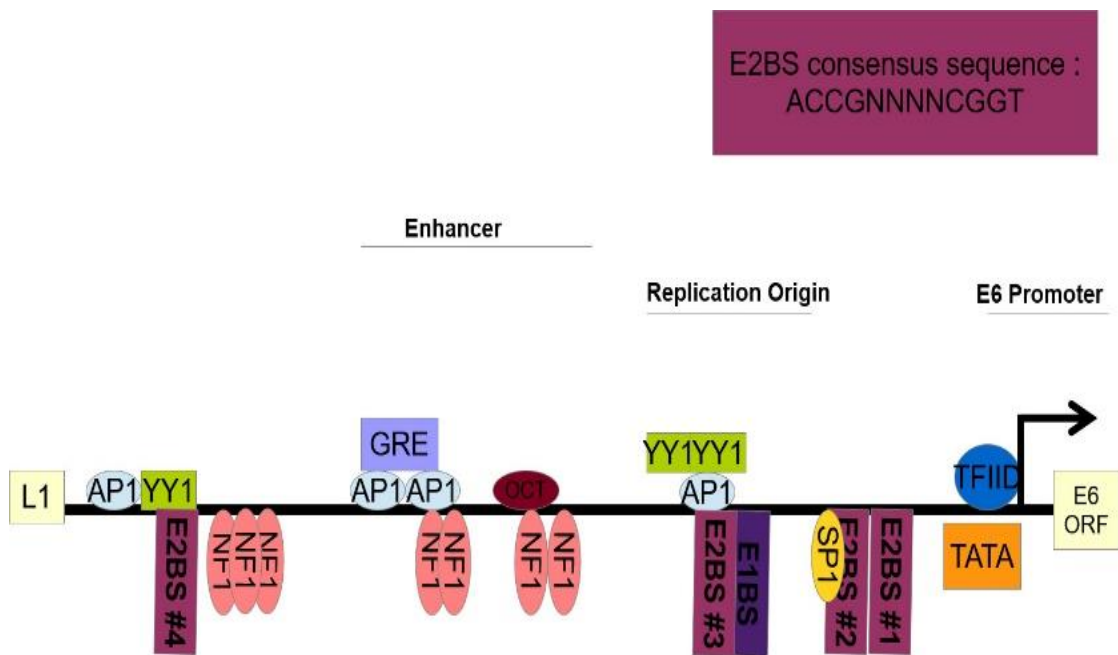 E2BS consensus sequence :
ACCGNNNNCGGT
Enhancer
Replication Origin
E6 Promoter
GRE
YY1YY1
L1
AP1
YY1
AP1
AP1
OCT
AP1
TFIID
E6
ORF
E2BS #4
NF1
NF1
NF1
NF1
NF1
NF1
NF1
E2BS #3
E1BS
SP1
E2BS #2
E2BS #1
TATA